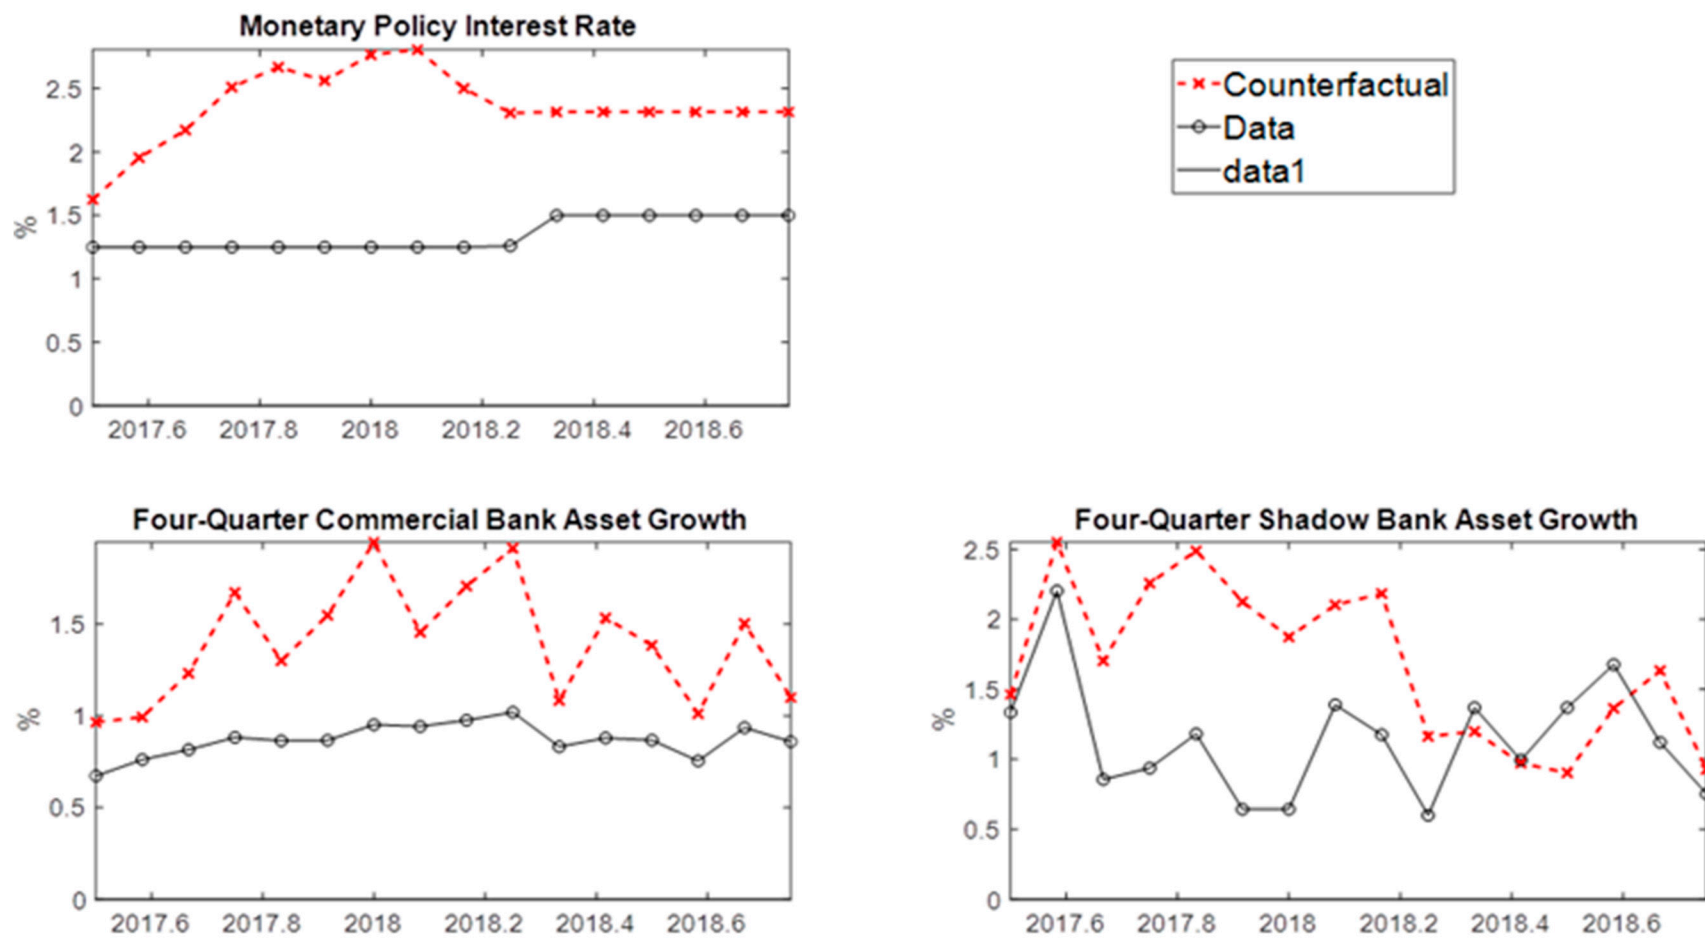 Monetary Policy Interest Rate
2.5
2
1.5
1
0.5
0
%
2017.6 2017.8 2018 2018.2 2018.4 2018.6
Counterfactual
Data
data1
Four-Quarter Commercial Bank Asset Growth
1.5
1
0.5
0
%
2017.6 2017.8 2018 2018.2 2018.4 2018.6
Four-Quarter Shadow Bank Asset Growth
2.5
2
1.5
1
0.5
0
%
2017.6 2017.8 2018 2018.2 2018.4 2018.6